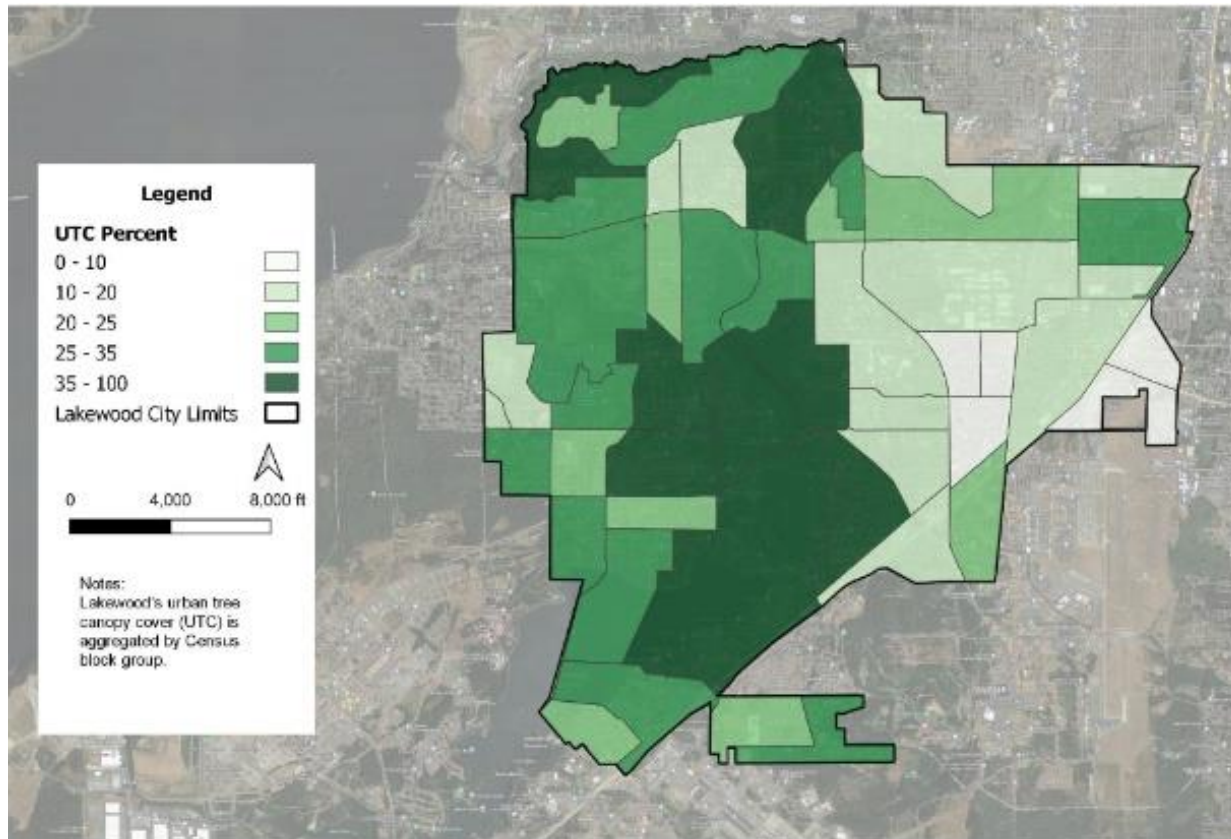 Legend
UTC Percent
0 - 10
10 - 20
20 - 25
25 - 35
35 - 100
Lakewood City Limits
0 4,000 8,000 ft
Notes:
Lakewood's urban tree
canopy cover (UTC) is
aggregated by Census
block group.